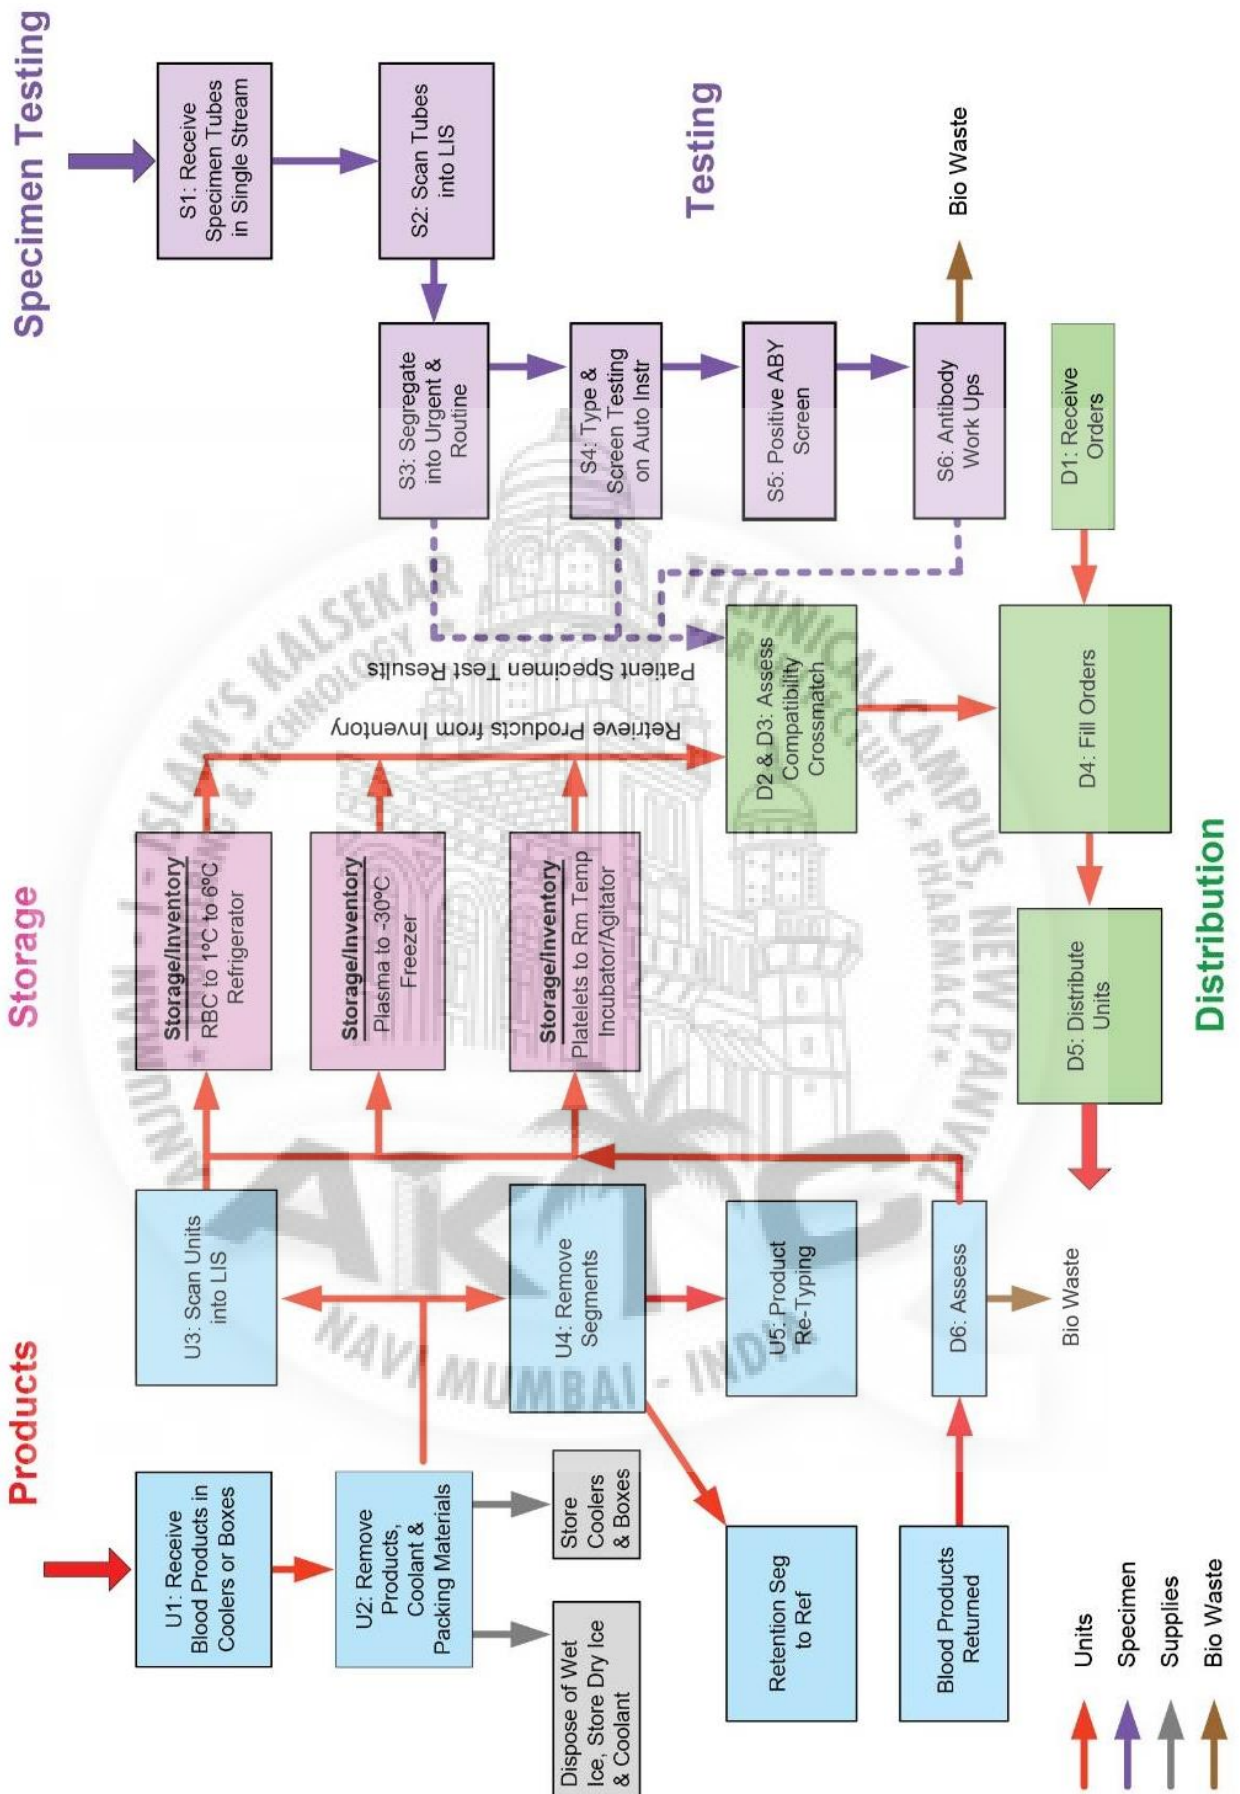 Products
Storage
Specimen Testing
U1: Receive
Blood Products in
Coolers or Boxes
U2: Remove
Products,
Coolant &
Packing Materials
Dispose of Wet
Ice, Store Dry Ice
& Coolant
Store
Coolers
& Boxes
U3: Scan Units
into LIS
U4: Remove
Segments
U5: Product
Re-Typing
Retention Seg
to Ref
Blood Products
Returned
D6: Assess
Bio Waste
Storage/Inventory
RBC to 1ºC to 6ºC
Refrigerator
Storage/Inventory
Plasma to -30ºC
Freezer
Storage/Inventory
Platelets to Rm Temp
Incubator/Agitator
Retrieve Products from Inventory
Patient Specimen Test Results
S1: Receive
Specimen Tubes
in Single Stream
S2: Scan Tubes
into LIS
S3: Segregate
into Urgent &
Routine
S4: Type &
Screen Testing
on Auto Instr
S5: Positive ABY
Screen
S6: Antibody
Work Ups
Testing
Bio Waste
D1: Receive
Orders
D2 & D3: Assess
Compatibility
Crossmatch
D4: Fill Orders
D5: Distribute
Units
Distribution
Units
Specimen
Supplies
Bio Waste
AKTC
NAVI MUMBAI - INDIA